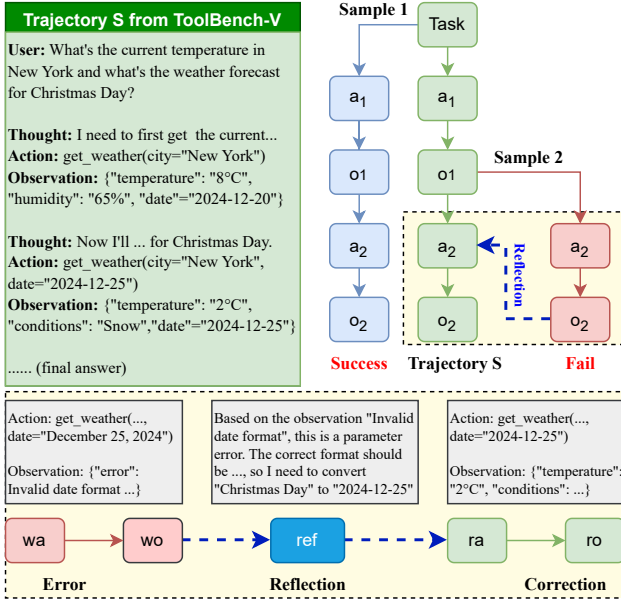 Trajectory S from ToolBench-V
User: What's the current temperature in
New York and what's the weather forecast
for Christmas Day?
Thought: I need to first get the current...
Action: get_weather(city="New York")
Observation: {"temperature": "8°C",
"humidity": "65%", "date"="2024-12-20"}
Thought: Now I'll ... for Christmas Day.
Action: get_weather(city="New York",
date="2024-12-25")
Observation: {"temperature": "2°C",
"conditions": "Snow","date"="2024-12-25"}
...... (final answer)
Sample 1
Task
a1
a1
o1
o1
Sample 2
a2
a2
a2
Reflection
o2
o2
o2
Success
Trajectory S
Fail
Action: get_weather(...,
date="December 25, 2024")
Observation: {"error":
Invalid date format ...}
Based on the observation "Invalid
date format", this is a parameter
error. The correct format should
be ..., so I need to convert
"Christmas Day" to "2024-12-25"
Action: get_weather(...,
date="2024-12-25")
Observation: {"temperature":
"2°C", "conditions": ...}
wa
wo
ref
ra
ro
Error
Reflection
Correction